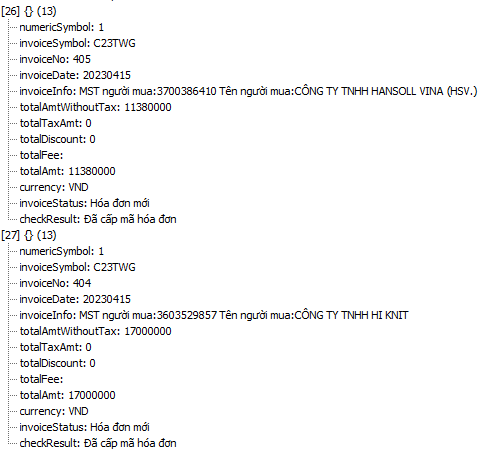 [26] {} (13)
numericSymbol: 1
invoiceSymbol: C23TWG
invoiceNo: 405
invoiceDate: 20230415
invoiceInfo: MST người mua:3700386410 Tên người mua:CÔNG TY TNHH HANSOLL VINA (HSV.)
totalAmtWithoutTax: 11380000
totalTaxAmt: 0
totalDiscount: 0
totalFee:
totalAmt: 11380000
currency: VND
invoiceStatus: Hóa đơn mới
checkResult: Đã cấp mã hóa đơn
[27] {} (13)
numericSymbol: 1
invoiceSymbol: C23TWG
invoiceNo: 404
invoiceDate: 20230415
invoiceInfo: MST người mua:3603529857 Tên người mua:CÔNG TY TNHH HI KNIT
totalAmtWithoutTax: 17000000
totalTaxAmt: 0
totalDiscount: 0
totalFee:
totalAmt: 17000000
currency: VND
invoiceStatus: Hóa đơn mới
checkResult: Đã cấp mã hóa đơn